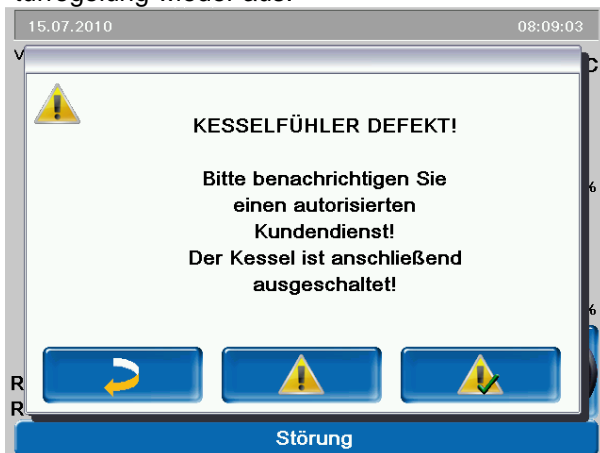 15.07.2010 08:09:03
V
C
KESSELFÜHLER DEFEKT!
Bitte benachrichtigen Sie
%
einen autorisierten
Kundendienst!
Der Kessel ist anschließend
ausgeschaltet!
%
R
R
Störung